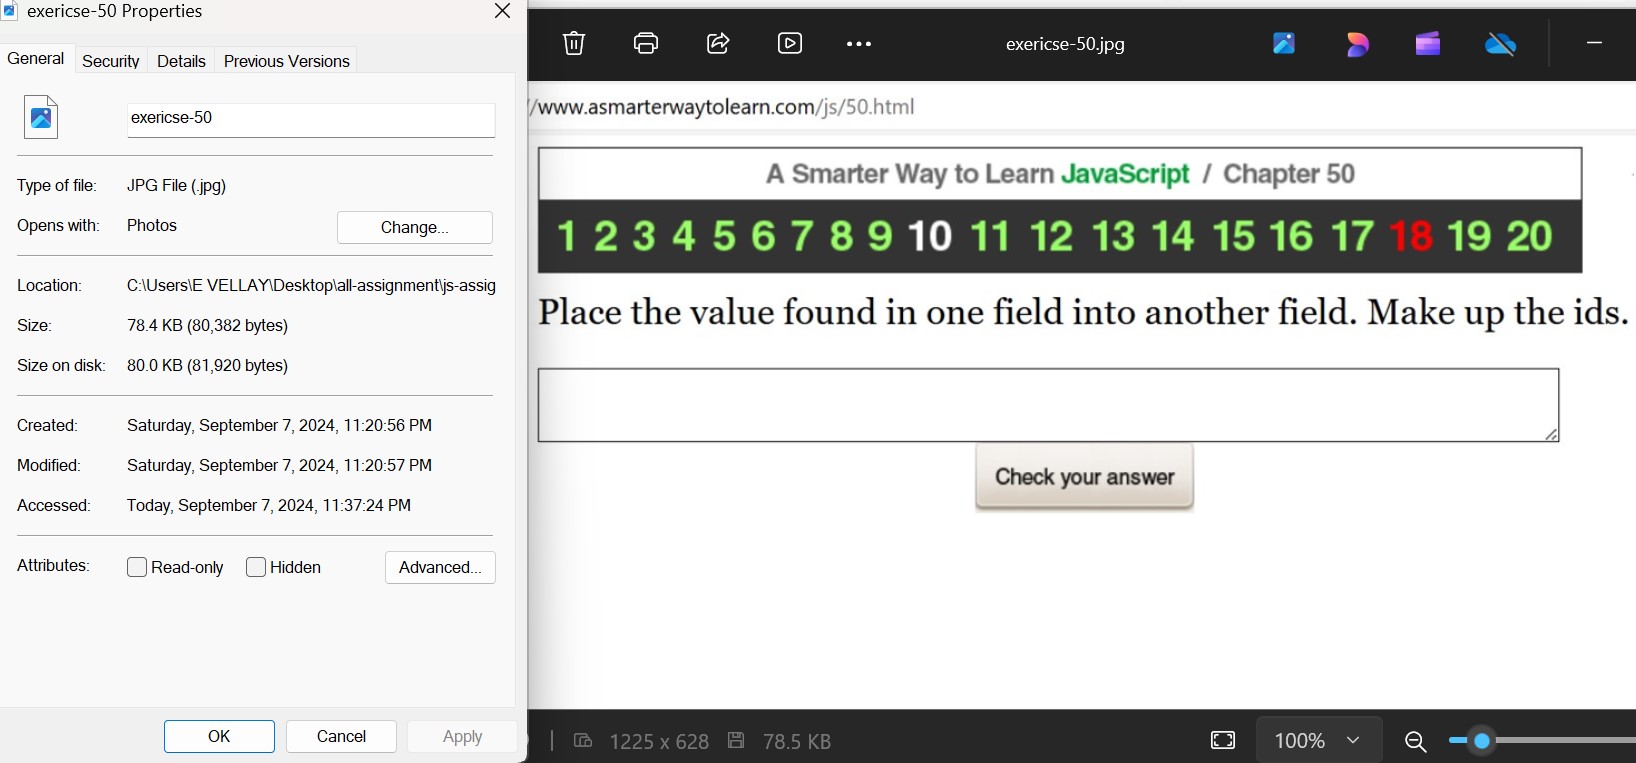 exericse-50 Properties
General
Security
Details
Previous Versions
exericse-50
Type of file:
JPG File (.jpg)
Opens with:
Photos
Change...
Location:
C:\Users\E VELLAY\Desktop\all-assignment\js-assig
Size:
78.4 KB (80,382 bytes)
Size on disk:
80.0 KB (81,920 bytes)
Created:
Saturday, September 7, 2024, 11:20:56 PM
Modified:
Saturday, September 7, 2024, 11:20:57 PM
Accessed:
Today, September 7, 2024, 11:37:24 PM
Attributes:
Read-only
Hidden
Advanced...
OK
Cancel
Apply
exericse-50.jpg
//www.asmarterwaytolearn.com/js/50.html
A Smarter Way to Learn JavaScript / Chapter 50
1 2 3 4 5 6 7 8 9 10 11 12 13 14 15 16 17 18 19 20
Place the value found in one field into another field. Make up the ids.
Check your answer
1225 x 628
78.5 KB
100%